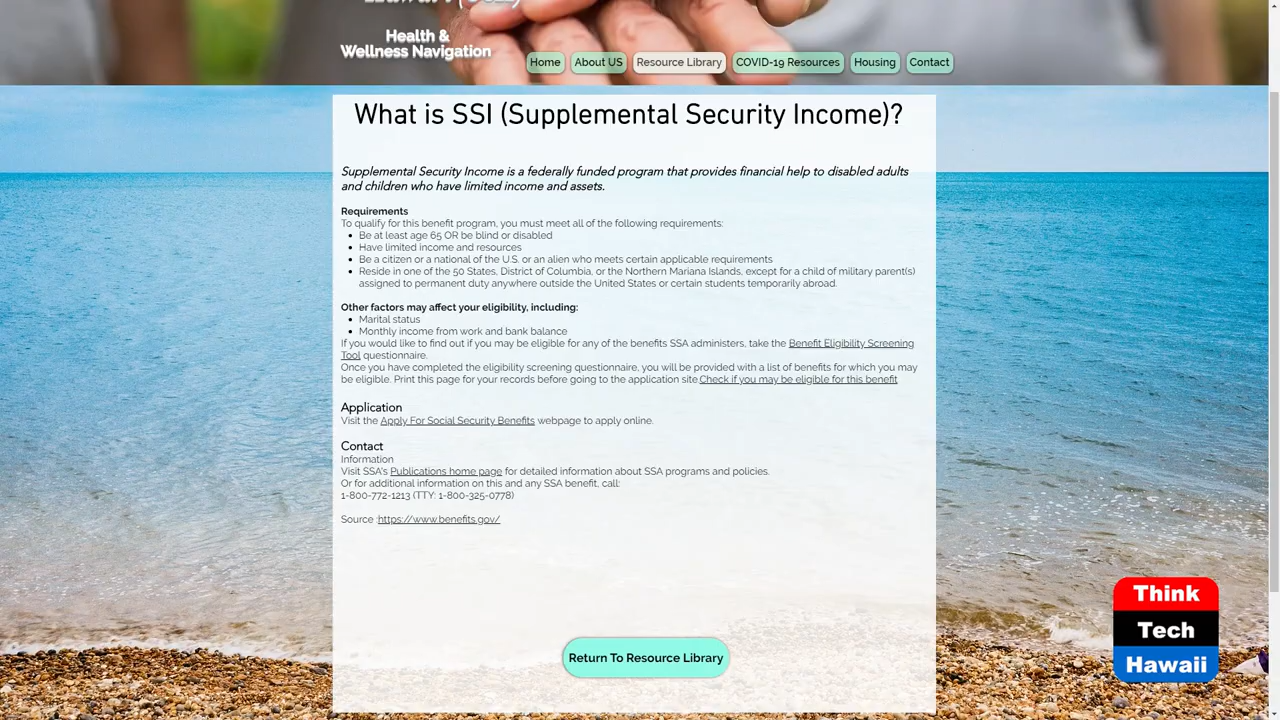 Health &
Wellness Navigation
Home
About US
Resource Library
COVID-19 Resources
Housing
Contact
What is SSI (Supplemental Security Income)?
Supplemental Security Income is a federally funded program that provides financial help to disabled adults
and children who have limited income and assets.
Requirements
To qualify for this benefit program, you must meet all of the following requirements:
Be at least age 65 OR be blind or disabled
Have limited income and resources
Be a citizen or a national of the U.S. or an alien who meets certain applicable requirements
Reside in one of the 50 States, District of Columbia, or the Northern Mariana Islands, except for a child of military parent(s)
assigned to permanent duty anywhere outside the United States or certain students temporarily abroad.
Other factors may affect your eligibility, including:
Marital status
Monthly income from work and bank balance
If you would like to find out if you may be eligible for any of the benefits SSA administers, take the Benefit Eligibility Screening
Tool questionnaire.
Once you have completed the eligibility screening questionnaire, you will be provided with a list of benefits for which you may
be eligible. Print this page for your records before going to the application site.Check if you may be eligible for this benefit
Application
Visit the Apply For Social Security Benefits webpage to apply online.
Contact
Information
Visit SSA's Publications home page for detailed information about SSA programs and policies.
Or for additional information on this and any SSA benefit, call:
1-800-772-1213 (TTY: 1-800-325-0778)
Source :https://www.benefits.gov/
Return To Resource Library
Think
Tech
Hawaii